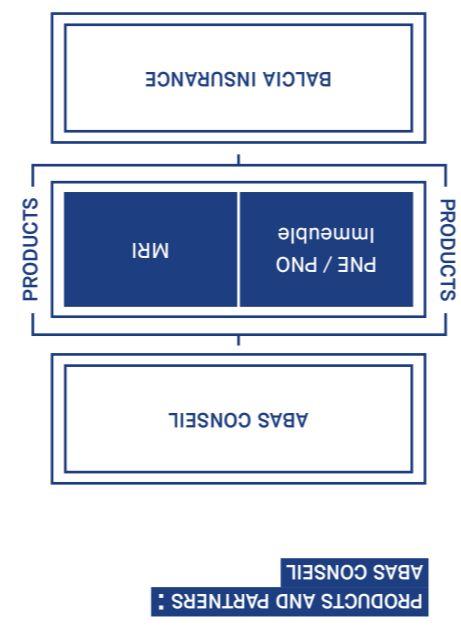 PRODUCTS AND PARTNERS :
ABAS CONSEIL
ABAS CONSEIL
PRODUCTS
PNE / PNO
Immeuble
MRI
PRODUCTS
BALCIA INSURANCE